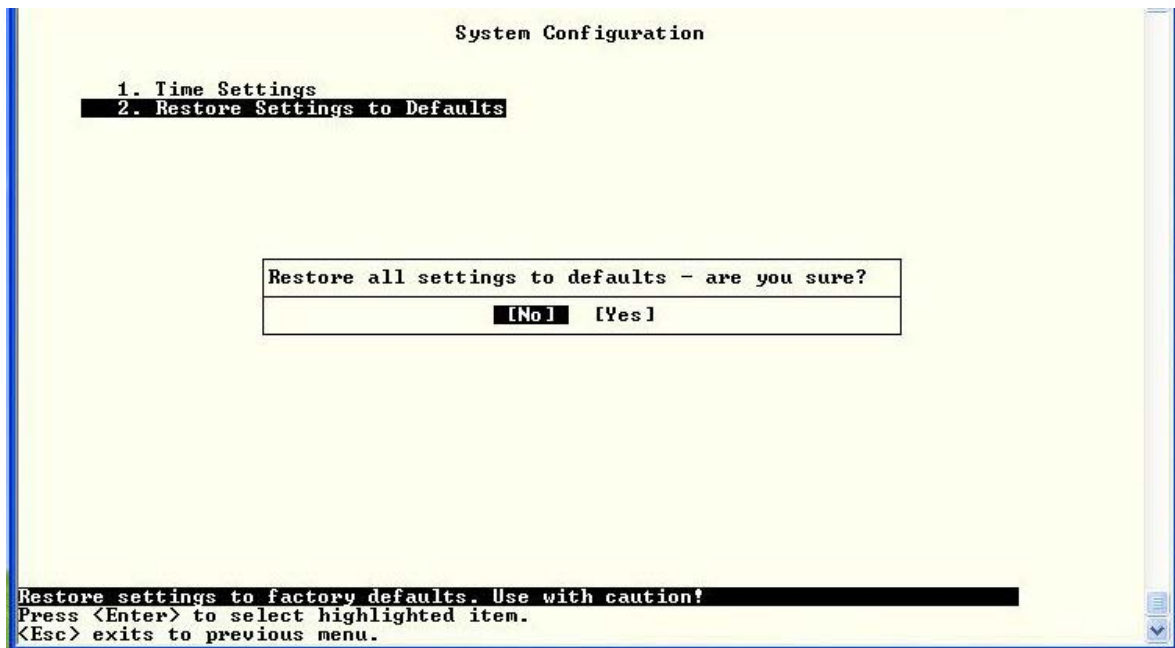 System Configuration
1. Time Settings
2. Restore Settings to Defaults
Restore all settings to defaults - are you sure?
[No] [Yes]
Restore settings to factory defaults. Use with caution!
Press <Enter> to select highlighted item.
<Esc> exits to previous menu.